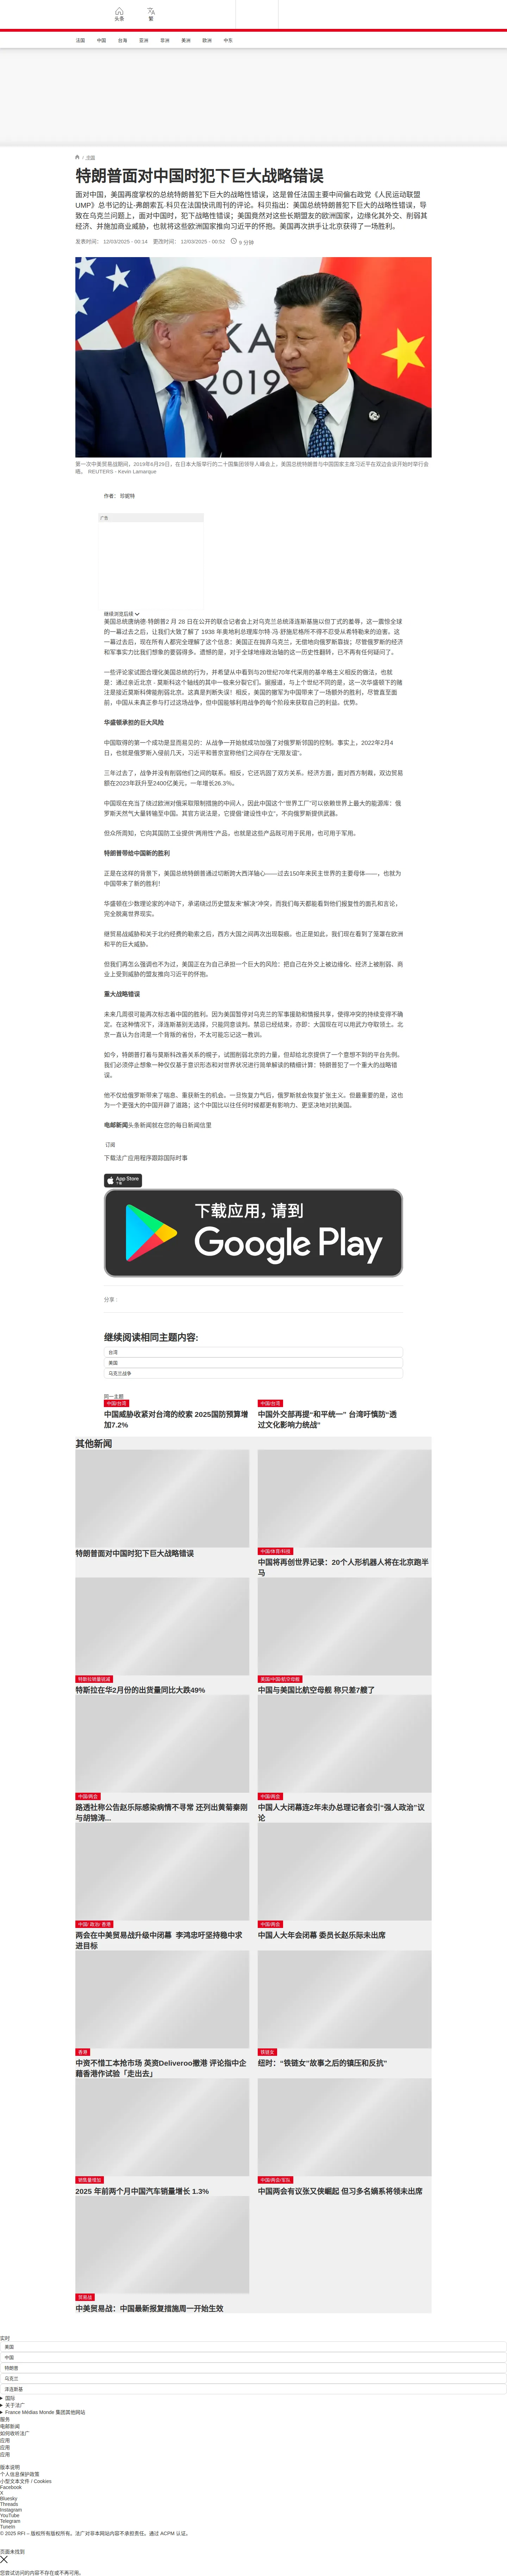 头条
繁
法国
中国
台海
亚洲
非洲
美洲
欧洲
中东
/ 法国
特朗普面对中国时犯下巨大战略错误
面对中国，美国再度掌权的总统特朗普犯下巨大的战略性错误，这是曾任法国主要中间偏右政党《人民运动联盟
UMP》总书记的让-弗朗索瓦.科贝在法国快讯周刊的评论。科贝指出：美国总统特朗普犯下巨大的战略性错误，导
致在乌克兰问题上，面对中国时，犯下战略性错误；美国竟然对这些长期盟友的欧洲国家，边缘化其外交、削弱其
经济、并施加商业威胁，也就将这些欧洲国家推向习近平的怀抱。美国再次拱手让北京获得了一场胜利。
发表时间： 12/03/2025 - 00:14 更改时间： 12/03/2025 - 00:52 9 分钟
第一次中美贸易战期间，2019年6月29日，在日本大阪举行的二十国集团领导人峰会上，美国总统特朗普与中国国家主席习近平在双边会谈开始时举行会
晤。 REUTERS - Kevin Lamarque
作者： 珍妮特
广告
继续浏览后续
美国总统唐纳德·特朗普2 月 28 日在公开的联合记者会上对乌克兰总统泽连斯基施以但丁式的羞辱，这一震惊全球
的一幕过去之后，让我们大致了解了 1938 年奥地利总理库尔特·冯·舒施尼格所不得不忍受从希特勒来的迫害。这
一幕过去后，现在所有人都完全理解了这个信息：美国正在抛弃乌克兰，无偿地向俄罗斯靠拢；尽管俄罗斯的经济
和军事实力比我们想象的要弱得多。遗憾的是，对于全球地缘政治轴的这一历史性翻转，已不再有任何疑问了。
一些评论家试图合理化美国总统的行为，并希望从中看到与20世纪70年代采用的基辛格主义相反的做法，也就
是：通过亲近北京 - 莫斯科这个轴线的其中一极来分裂它们。据报道，与上个世纪不同的是，这一次华盛顿下的赌
注是接近莫斯科俾能削弱北京。这真是判断失误！相反，美国的撤军为中国带来了一场额外的胜利，尽管直至面
前，中国从未真正参与打过这场战争，但中国能够利用战争的每个阶段来获取自己的利益。优势。
华盛顿承担的巨大风险
中国取得的第一个成功是显而易见的：从战争一开始就成功加强了对俄罗斯邻国的控制。事实上，2022年2月4
日，也就是俄罗斯人侵前几天，习近平和普京宣称他们之间存在“无限友谊”。
三年过去了，战争并没有削弱他们之间的联系。相反，它还巩固了双方关系。经济方面，面对西方制裁，双边贸易
额在2023年跃升至2400亿美元，一年增长26.3%。
中国现在充当了绕过欧洲对俄采取限制措施的中间人，因此中国这个“世界工厂”可以依赖世界上最大的能源库：俄
罗斯天然气大量转输至中国。其官方说法是，它提倡“建设性中立”，不向俄罗斯提供武器。
但众所周知，它向其国防工业提供“两用性”产品，也就是这些产品既可用于民用，也可用于军用。
特朗普带给中国新的胜利
正是在这样的背景下，美国总统特朗普通过切断跨大西洋轴心——过去150年来民主世界的主要母体——，也就为
中国带来了新的胜利！
华盛顿在少数理论家的冲动下，承诺绕过历史盟友来“解决”冲突，而我们每天都能看到他们报复性的面孔和言论，
完全脱离世界现实。
继贸易战威胁和关于北约经费的勒索之后，西方大国之间再次出现裂痕。也正是如此，我们现在看到了笼罩在欧洲
和平的巨大威胁。
但我们再怎么强调也不为过，美国正在为自己承担一个巨大的风险：把自己在外交上被边缘化、经济上被削弱、商
业上受到威胁的盟友推向习近平的怀抱。
重大战略错误
未来几周很可能再次标志着中国的胜利。因为美国暂停对乌克兰的军事援助和情报共享，使得冲突的持续变得不确
定。在这种情况下，泽连斯基别无选择，只能同意谈判。禁忌已经结束，亦即：大国现在可以用武力夺取领土。北
京一直认为台湾是一个背叛的省份，不太可能忘记这一教训。
如今，特朗普打着与莫斯科改善关系的幌子，试图削弱北京的力量，但却给北京提供了一个意想不到的平台先例。
我们必须停止想象一种仅仅基于意识形态和对世界状况进行简单解读的精细计算：特朗普犯了一个重大的战略错
误。
他不仅给俄罗斯带来了喘息、重获新生的机会。一旦恢复力气后，俄罗斯就会恢复扩张主义。但最重要的是，这也
为一个更强大的中国开辟了道路；这个中国比以往任何时候都更有影响力、更坚决地对抗美国。
电邮新闻头条新闻就在您的每日新闻信里
订阅
下载法广应用程序跟踪国际时事
App Store
下载
下载应用，请到
Google Play
分享 :
继续阅读相同主题内容:
台湾
美国
乌克兰战争
同一主题
中国/台湾
中国威胁收紧对台湾的绞索 2025国防预算增
加7.2%
中国/台湾
中国外交部再提“和平统一” 台湾吁慎防“透
过文化影响力统战”
其他新闻
特朗普面对中国时犯下巨大战略错误
中国/体育/科技
中国将再创世界记录：20个人形机器人将在北京跑半
马
特斯拉销量锐减
特斯拉在华2月份的出货量同比大跌49%
美国/中国/航空母舰
中国与美国比航空母舰 称只差7艘了
中国/两会
路透社称公告赵乐际感染病情不寻常 还列出黄菊秦刚
与胡锦涛...
中国/两会
中国人大闭幕连2年未办总理记者会引“强人政治”议
论
中国/ 政治/ 香港
两会在中美贸易战升级中闭幕 李鸿忠吁坚持稳中求
进目标
中国/两会
中国人大年会闭幕 委员长赵乐际未出席
香港
中资不惜工本抢市场 英资Deliveroo撤港 评论指中企
藉香港作试验「走出去」
铁链女
纽时：“铁链女”故事之后的镇压和反抗”
销售量增加
2025 年前两个月中国汽车销量增长 1.3%
中国/两会/军队
中国两会有议张又侠崛起 但习多名嫡系将领未出席
贸易战
中美贸易战：中国最新报复措施周一开始生效
实时
美国
中国
特朗普
乌克兰
泽连斯基
国际
关于法广
France Médias Monde 集团其他网站
服务
电邮新闻
如何收听法广
应用
应用
应用
版本说明
个人信息保护政策
小型文本文件 / Cookies
Facebook
X
Bluesky
Threads
Instagram
YouTube
Telegram
TuneIn
© 2025 RFI – 版权所有版权所有。法广对非本网站内容不承担责任。通过 ACPM 认证。
页面未找到
您尝试访问的内容不存在或不再可用。